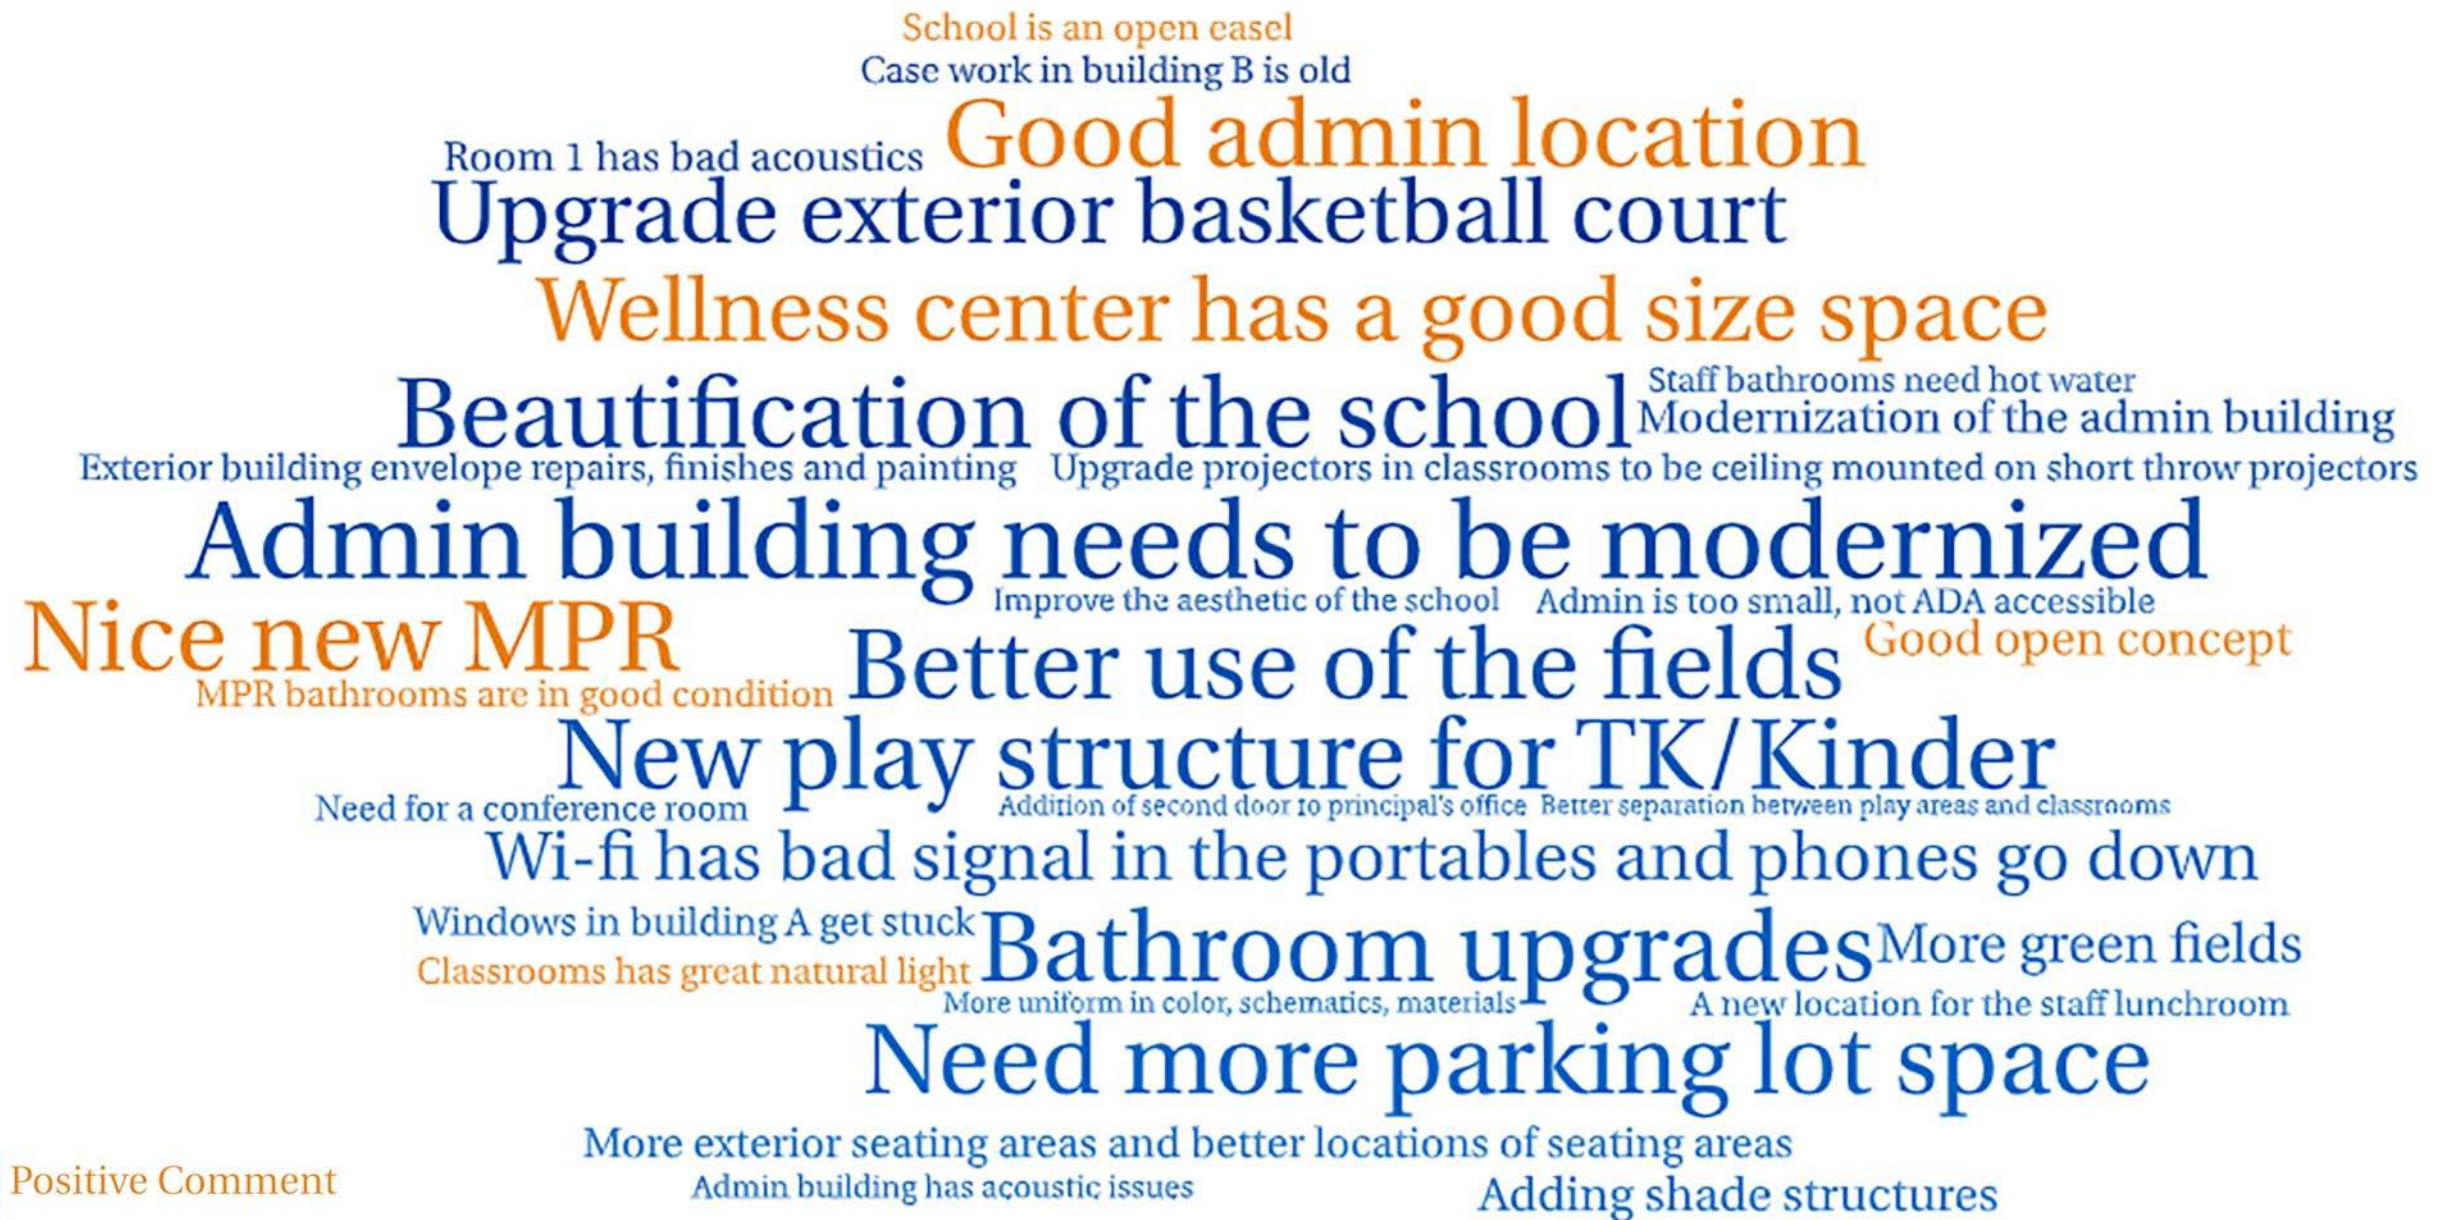 School is an open easel
Case work in building B is old
Good admin location
Room 1 has bad acoustics
Upgrade exterior basketball court
Wellness center has a good size space
Staff bathrooms need hot water
Beautification of the school
Modernization of the admin building
Exterior building envelope repairs, finishes and painting
Upgrade projectors in classrooms to be ceiling mounted on short throw projectors
Admin building needs to be modernized
Improve the aesthetic of the school
Admin is too small, not ADA accessible
Nice new MPR
Good open concept
Better use of the fields
MPR bathrooms are in good condition
New play structure for TK/Kinder
Need for a conference room
Addition of second door to principal's office
Better separation between play areas and classrooms
Wi-fi has bad signal in the portables and phones go down
Windows in building A get stuck
Bathroom upgrades
More green fields
Classrooms has great natural light
More uniform in color, schematics, materials
A new location for the staff lunchroom
Need more parking lot space
More exterior seating areas and better locations of seating areas
Positive Comment
Admin building has acoustic issues
Adding shade structures